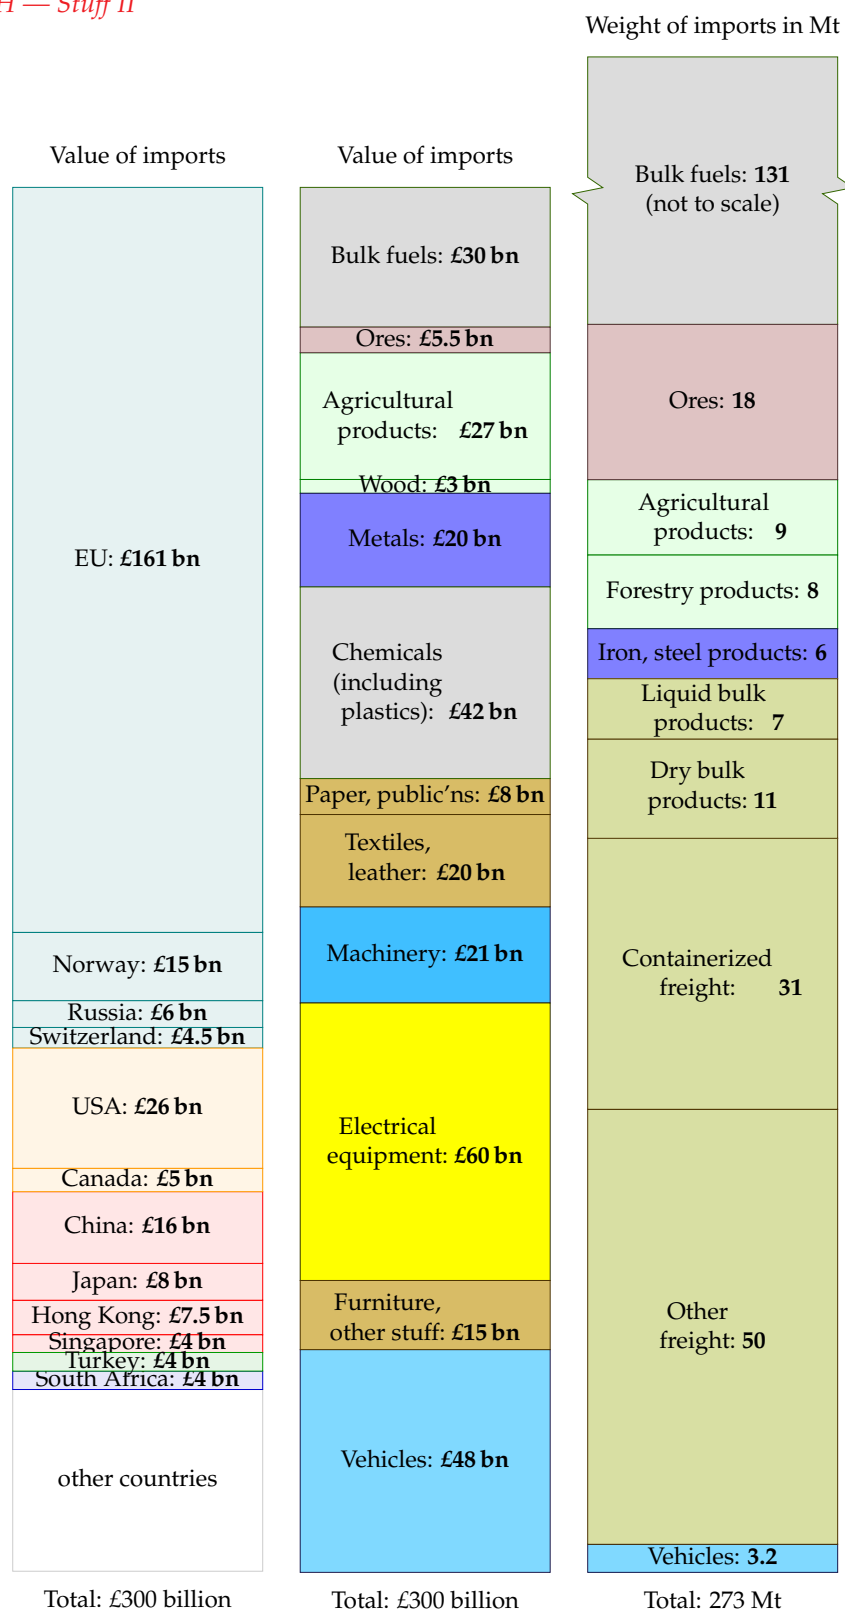 H — Stuff II
Value of imports
EU: £161 bn
Norway: £15 bn
Russia: £6 bn
Switzerland: £4.5 bn
USA: £26 bn
Canada: £5 bn
China: £16 bn
Japan: £8 bn
Hong Kong: £7.5 bn
Singapore: £4 bn
Turkey: £4 bn
South Africa: £4 bn
other countries
Total: £300 billion
Value of imports
Bulk fuels: £30 bn
Ores: £5.5 bn
Agricultural
products: £27 bn
Wood: £3 bn
Metals: £20 bn
Chemicals
(including
plastics): £42 bn
Paper, public’ns: £8 bn
Textiles,
leather: £20 bn
Machinery: £21 bn
Electrical
equipment: £60 bn
Furniture,
other stuff: £15 bn
Vehicles: £48 bn
Total: £300 billion
Weight of imports in Mt
Bulk fuels: 131
(not to scale)
Ores: 18
Agricultural
products: 9
Forestry products: 8
Iron, steel products: 6
Liquid bulk
products: 7
Dry bulk
products: 11
Containerized
freight: 31
Other
freight: 50
Vehicles: 3.2
Total: 273 Mt